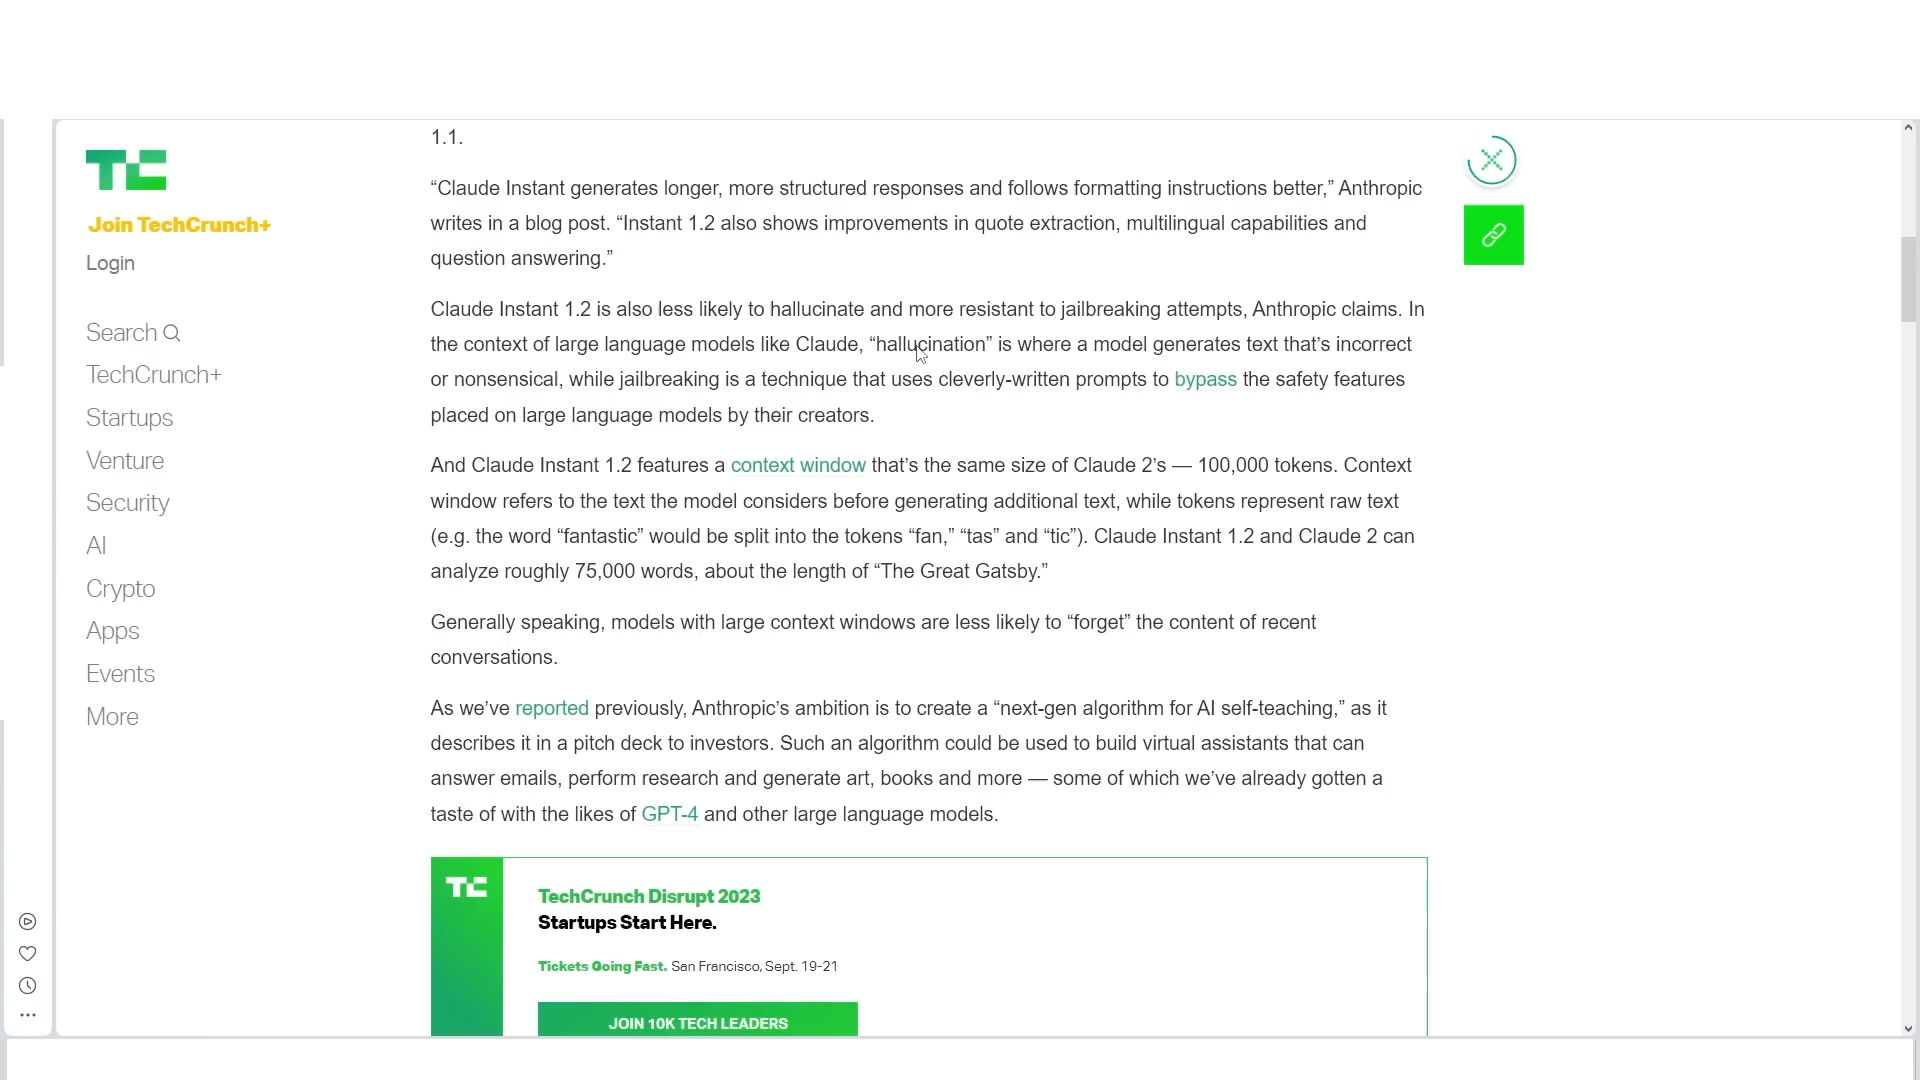 1.1.
TC
Join TechCrunch+
Login
Search
TechCrunch+
Startups
Venture
Security
AI
Crypto
Apps
Events
More
“Claude Instant generates longer, more structured responses and follows formatting instructions better,” Anthropic
writes in a blog post. “Instant 1.2 also shows improvements in quote extraction, multilingual capabilities and
question answering.”
Claude Instant 1.2 is also less likely to hallucinate and more resistant to jailbreaking attempts, Anthropic claims. In
the context of large language models like Claude, “hallucination” is where a model generates text that’s incorrect
or nonsensical, while jailbreaking is a technique that uses cleverly-written prompts to bypass the safety features
placed on large language models by their creators.
And Claude Instant 1.2 features a context window that’s the same size of Claude 2’s — 100,000 tokens. Context
window refers to the text the model considers before generating additional text, while tokens represent raw text
(e.g. the word “fantastic” would be split into the tokens “fan,” “tas” and “tic”). Claude Instant 1.2 and Claude 2 can
analyze roughly 75,000 words, about the length of “The Great Gatsby.”
Generally speaking, models with large context windows are less likely to “forget” the content of recent
conversations.
As we’ve reported previously, Anthropic’s ambition is to create a “next-gen algorithm for AI self-teaching,” as it
describes it in a pitch deck to investors. Such an algorithm could be used to build virtual assistants that can
answer emails, perform research and generate art, books and more — some of which we’ve already gotten a
taste of with the likes of GPT-4 and other large language models.
TC
TechCrunch Disrupt 2023
Startups Start Here.
Tickets Going Fast. San Francisco, Sept. 19-21
JOIN 10K TECH LEADERS